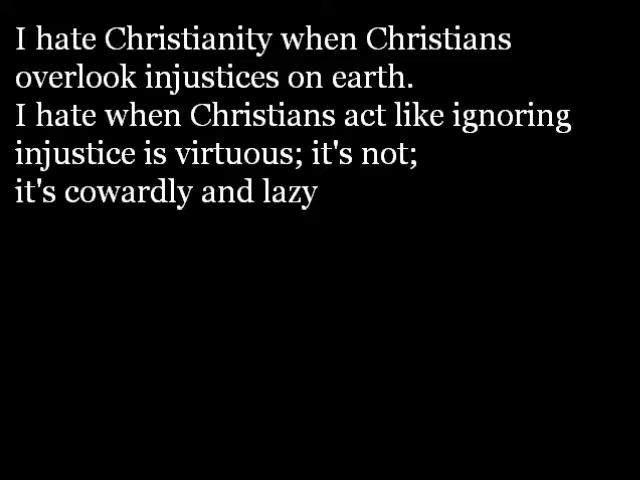 I hate Christianity when Christians
overlook injustices on earth.
I hate when Christians act like ignoring
injustice is virtuous; it's not;
it's cowardly and lazy